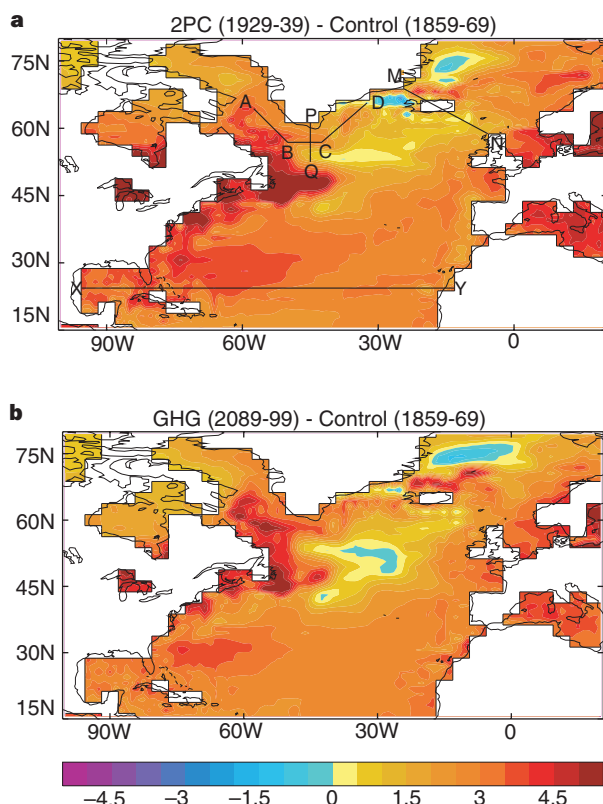 a
2PC (1929-39) - Control (1859-69)
75N
60N
45N
30N
15N
M
A
P
D
B
C
N
Q
X
Y
90W 60W 30W 0
b
GHG (2089-99) - Control (1859-69)
75N
60N
45N
30N
15N
90W 60W 30W 0
−4.5 −3 −1.5 0 1.5 3 4.5